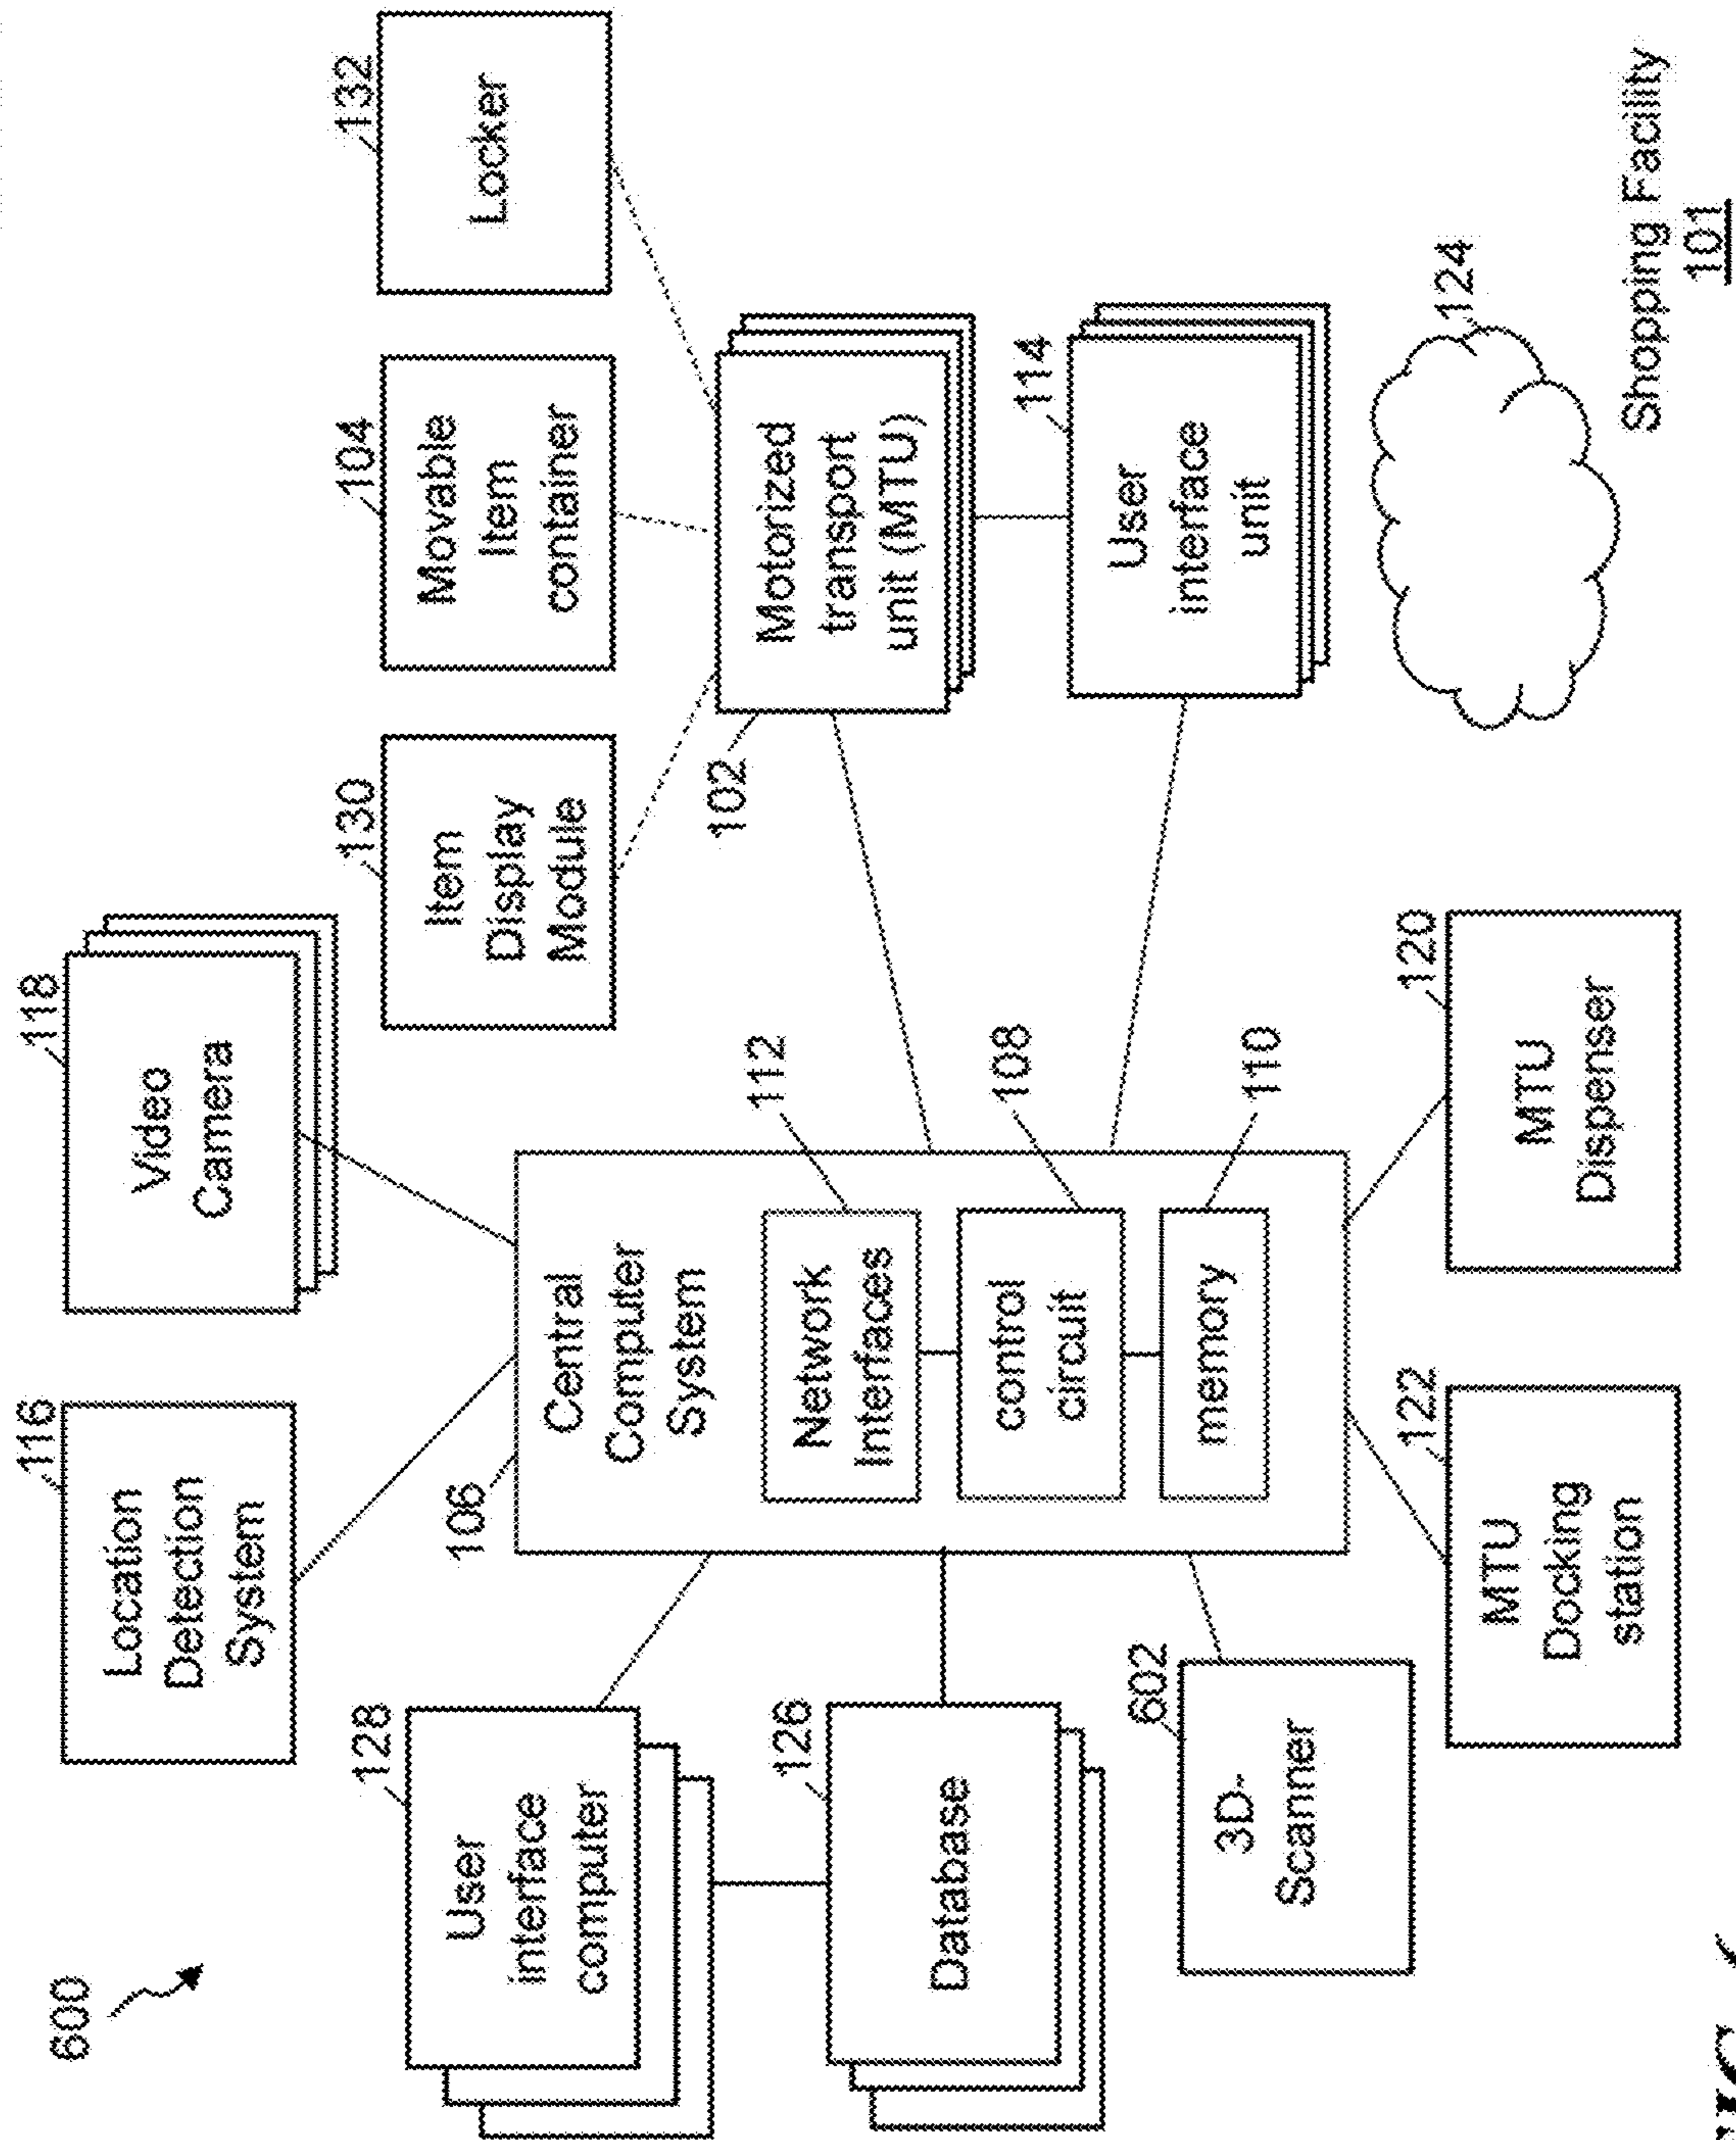 600
116
Location
Detection
System
118
Video
Camera
128
User
interface
computer
106
Central
Computer
System
112
Network
Interfaces
108
control
circuit
110
memory
130
Item
Display
Module
104
Movable
Item
container
132
Locker
102
Motorized
transport
unit (MTU)
114
User
interface
unit
126
Database
602
3D-
Scanner
122
MTU
Docking
station
120
MTU
Dispenser
124
Shopping Facility
101